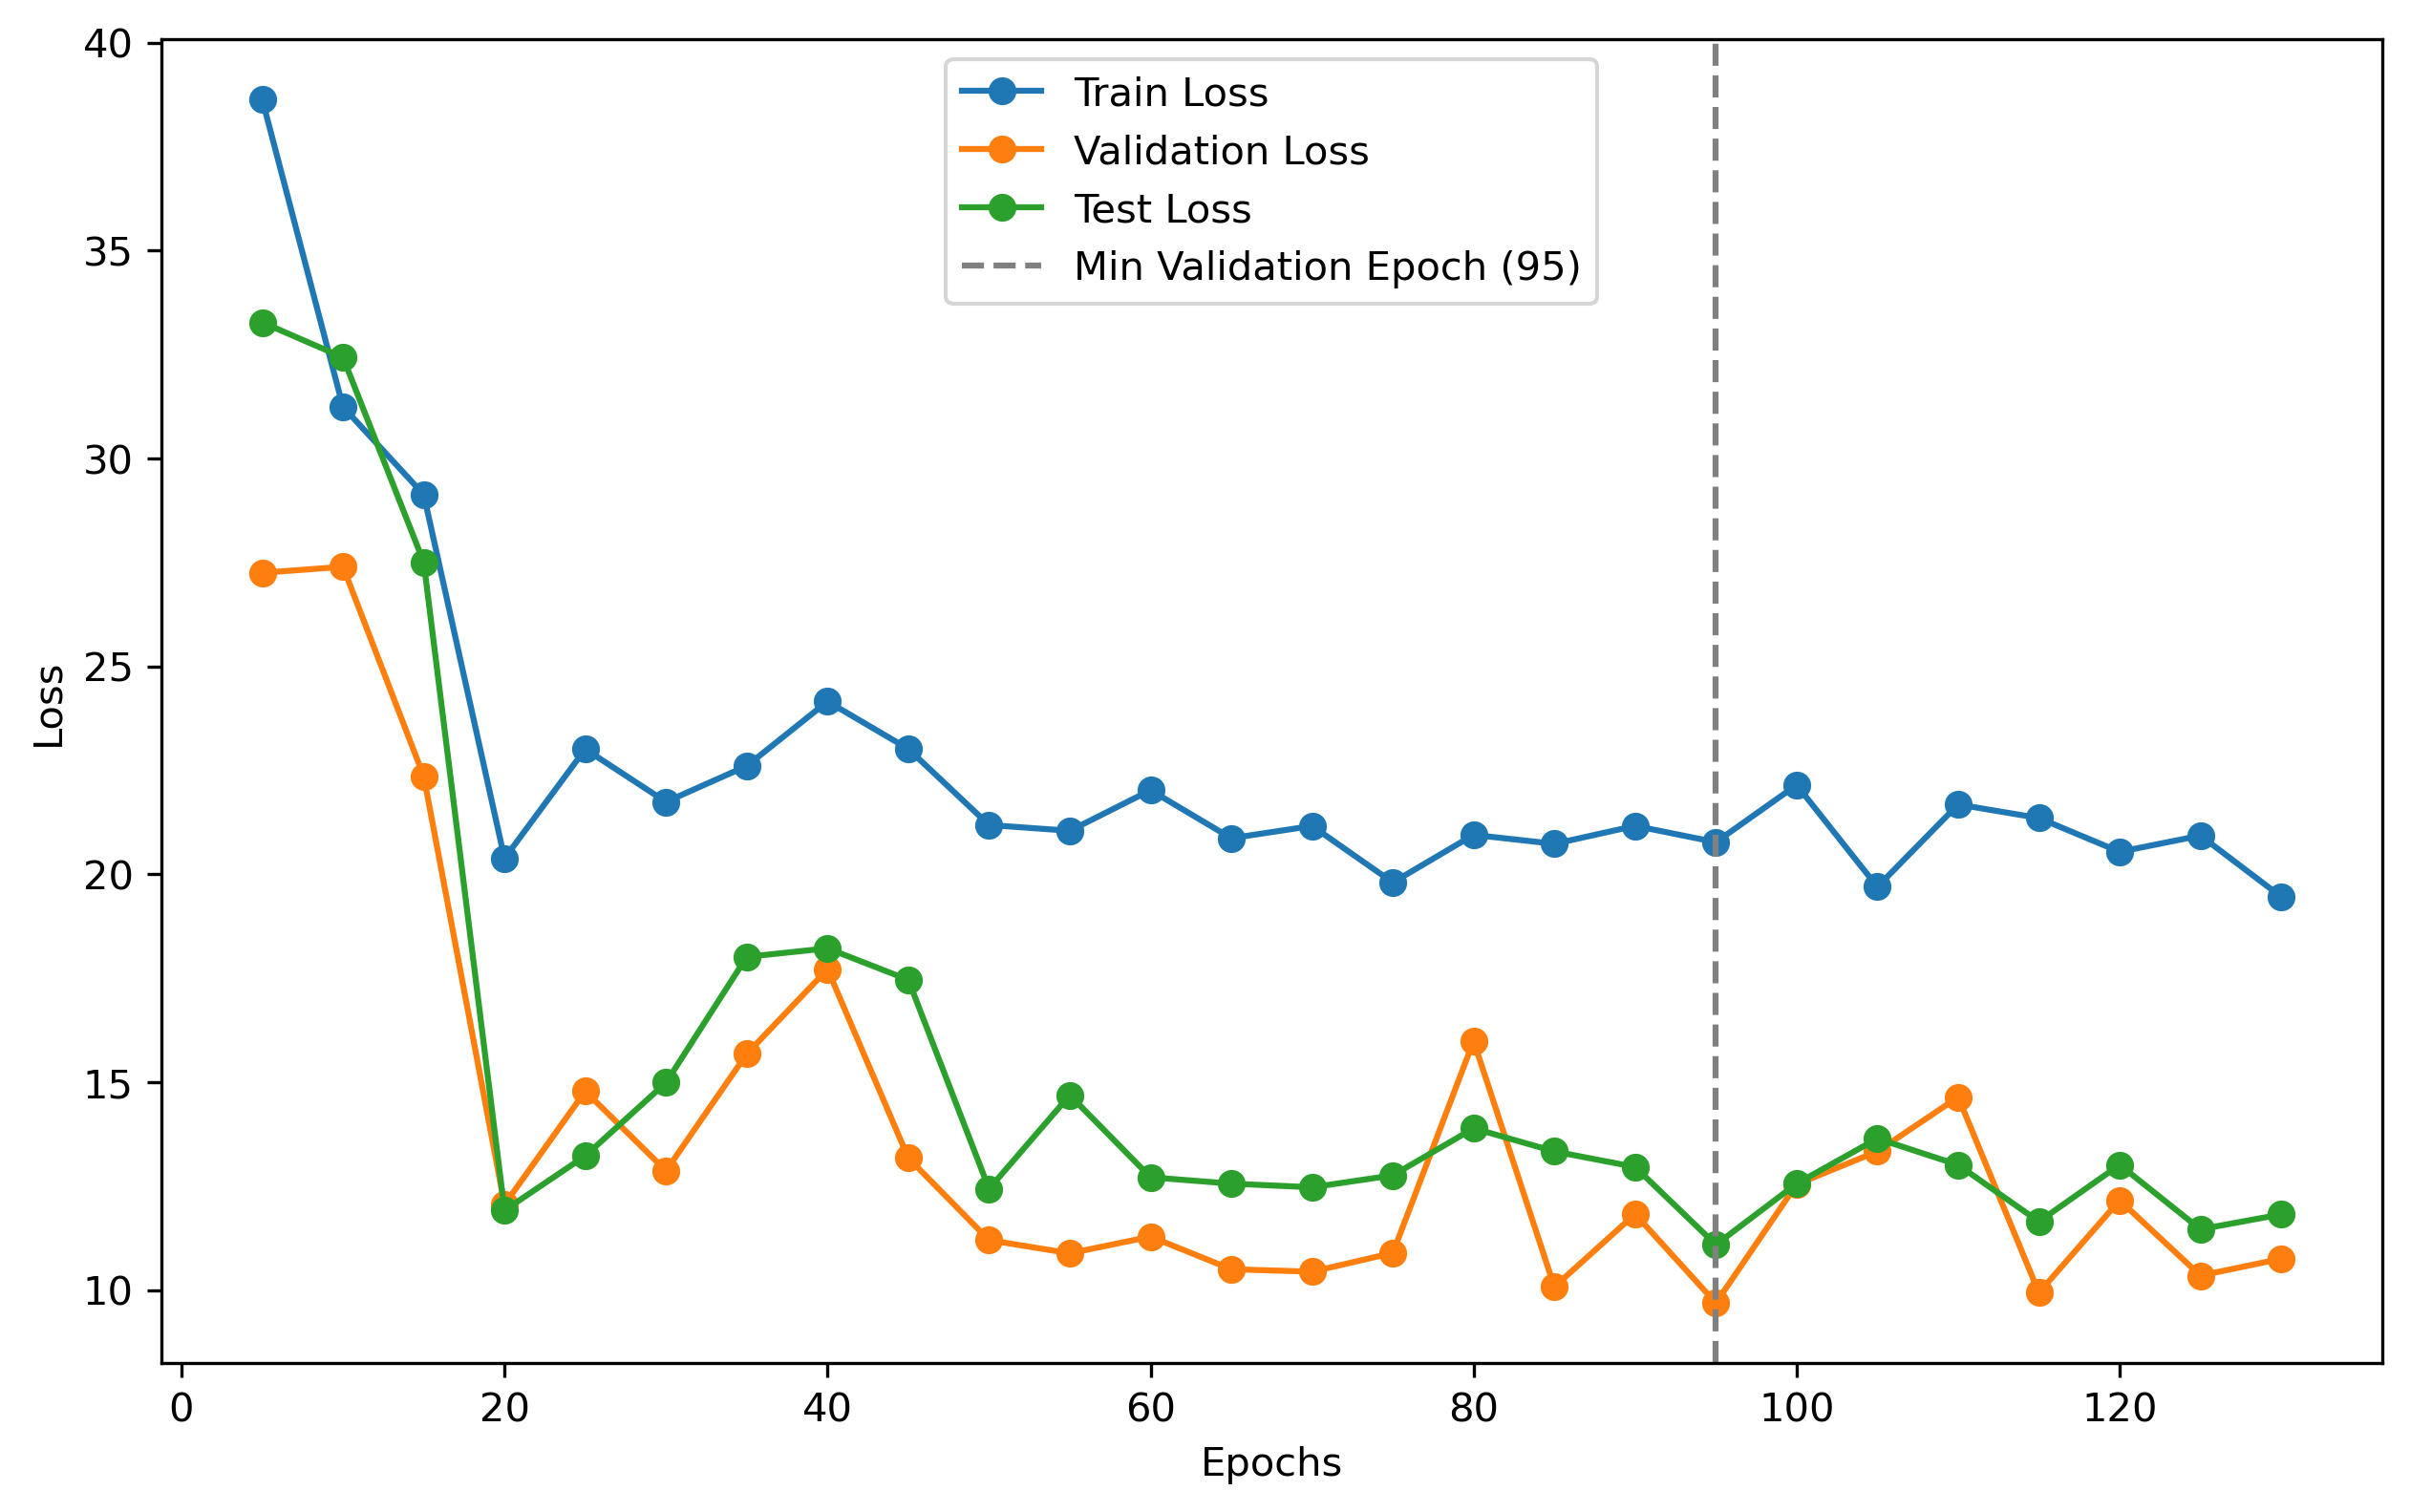 Train Loss
Validation Loss
Test Loss
Min Validation Epoch (95)
40
35
30
25
20
15
10
Loss
0 20 40 60 80 100 120
Epochs